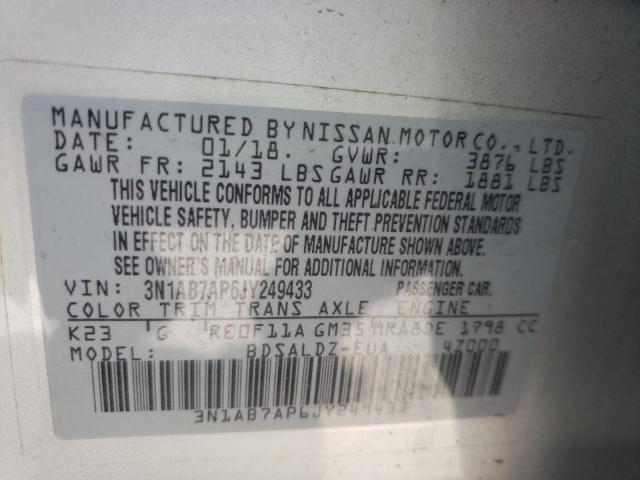 MANUFACTURED BY NISSAN MOTOR CO., LTD.
DATE: 01/18. GVWR: 3876 LBS
GAWR FR: 2143 LBS GAWR RR: 1881 LBS
THIS VEHICLE CONFORMS TO ALL APPLICABLE FEDERAL MOTOR
VEHICLE SAFETY, BUMPER AND THEFT PREVENTION STANDARDS
IN EFFECT ON THE DATE OF MANUFACTURE SHOWN ABOVE.
SEE OWNER'S MANUAL FOR ADDITIONAL INFORMATION.
VIN: 3N1AB7AP6JY249433 PASSENGER CAR.
COLOR TRIM TRANS AXLE ENGINE
K23 G RE0F11A GM35 MRA8DE 1798 CC
MODEL: BDSALDZ-EUA 47000
3N1AB7AP6JY249433